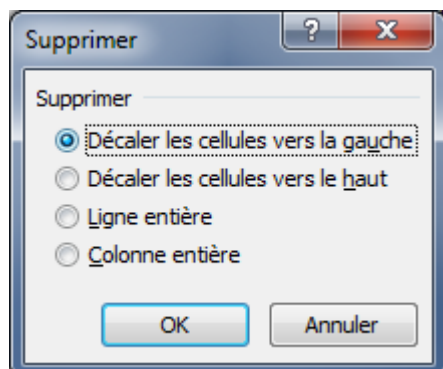 Supprimer
Supprimer
Décaler les cellules vers la gauche
Décaler les cellules vers le haut
Ligne entière
Colonne entière
OK Annuler